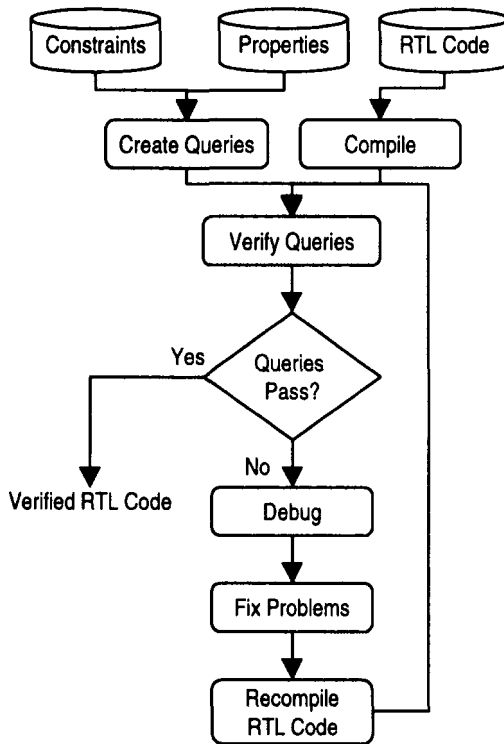 Constraints
Properties
RTL Code
Create Queries
Compile
Verify Queries
Yes
Queries
Pass?
No
Verified RTL Code
Debug
Fix Problems
Recompile
RTL Code